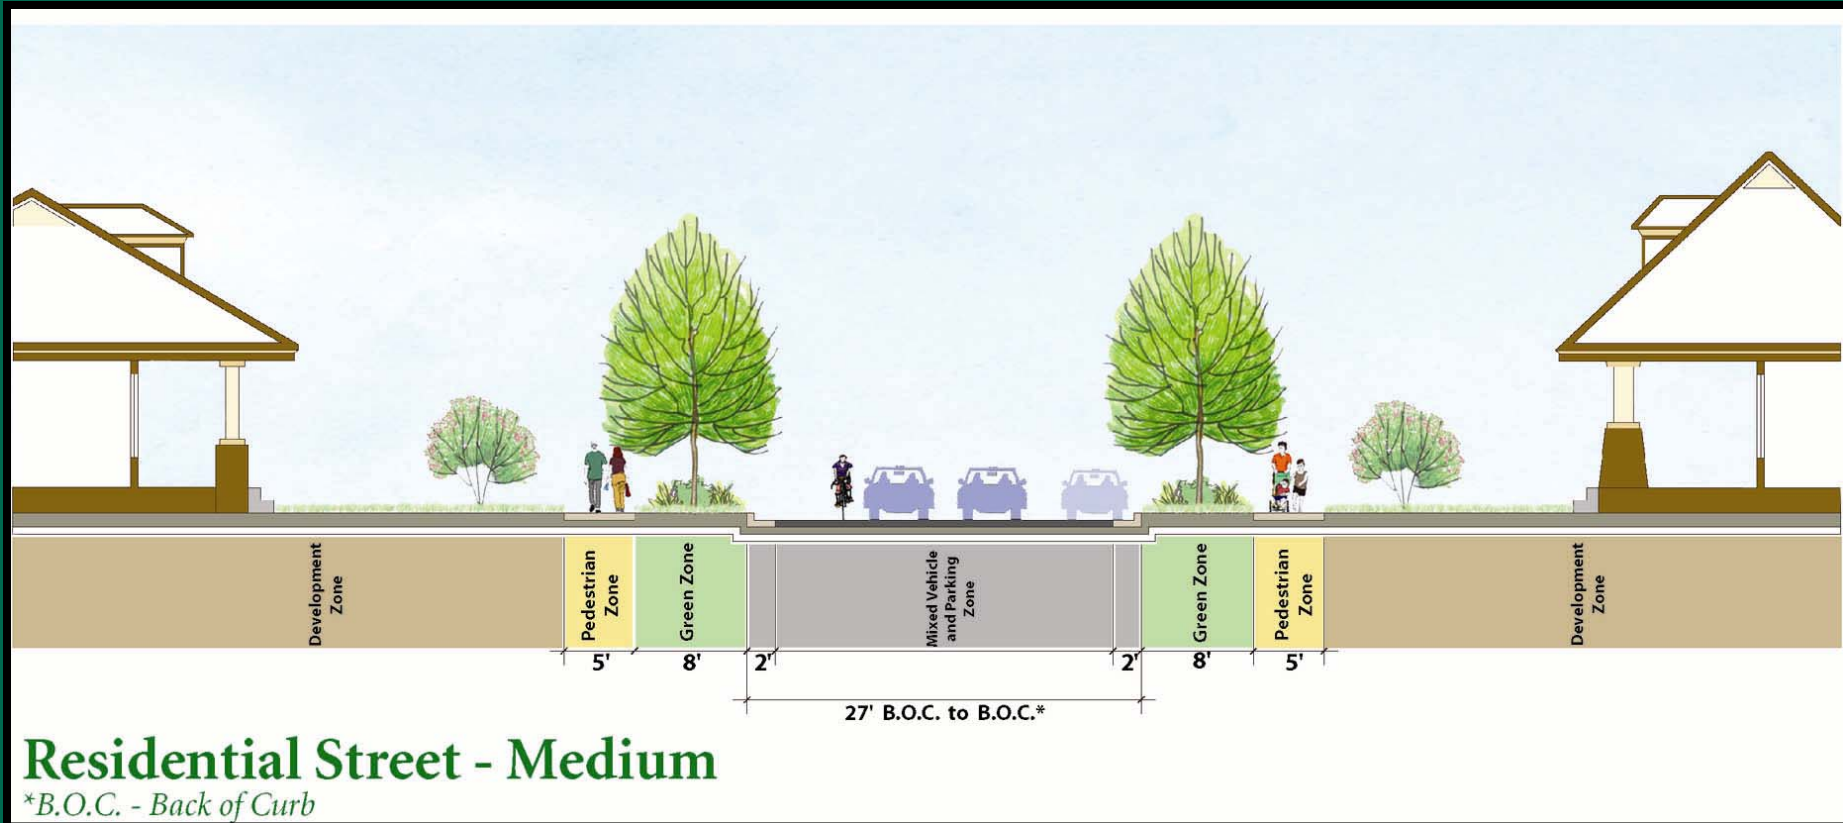 Development
Zone
Pedestrian
Zone
Green Zone
Mixed Vehicle
and Parking
Zone
Green Zone
Pedestrian
Zone
Development
Zone
5'
8'
2'
2'
8'
5'
27' B.O.C. to B.O.C.*
Residential Street - Medium
*B.O.C. - Back of Curb